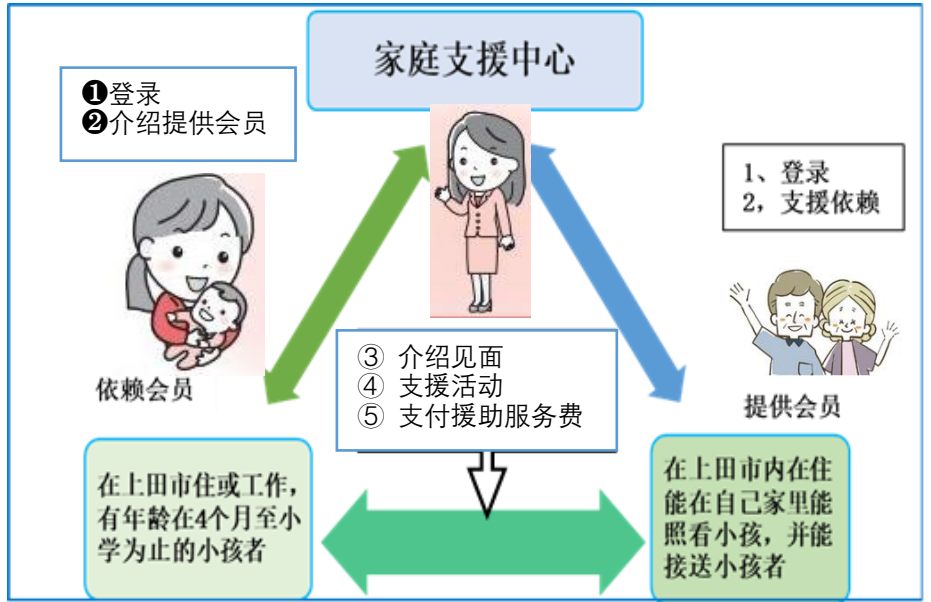 家庭支援中心
❶登录
❷介绍提供会员
1、登录
2，支援依赖
③ 介绍见面
④ 支援活动
⑤ 支付援助服务费
依赖会员
提供会员
在上田市住或工作，
有年龄在4个月至小
学为止的小孩者
在上田市内在住
能在自己家里能
照看小孩，并能
接送小孩者